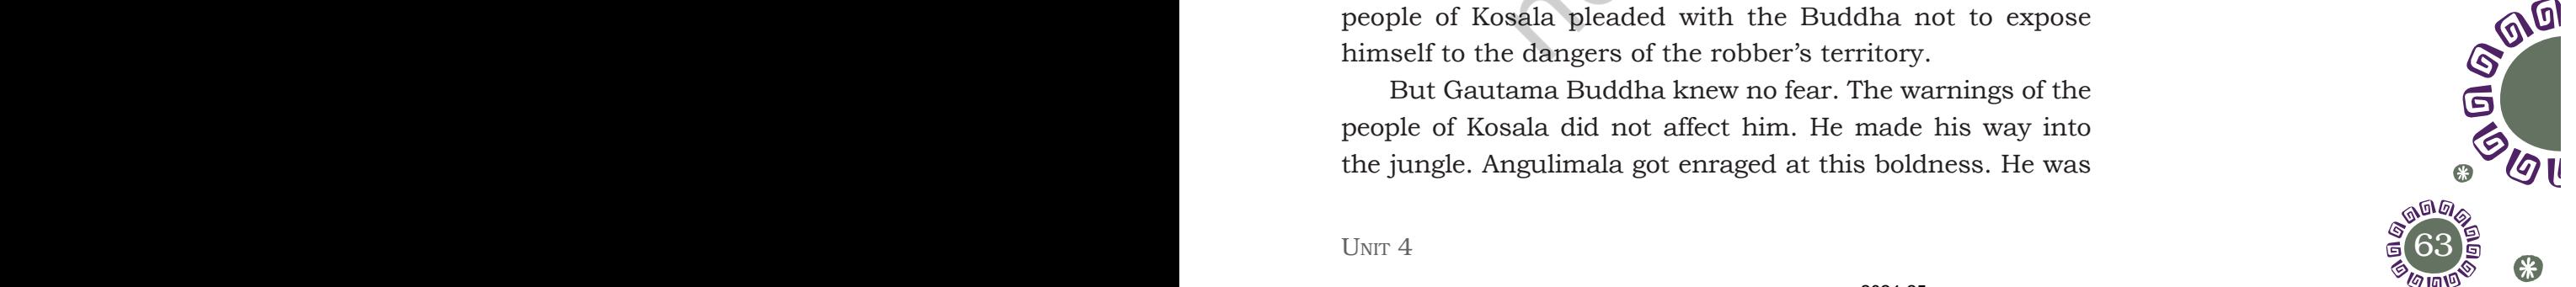 people of Kosala pleaded with the Buddha not to expose
himself to the dangers of the robber's territory.
But Gautama Buddha knew no fear. The warnings of the
people of Kosala did not affect him. He made his way into
the jungle. Angulimala got enraged at this boldness. He was
UNIT 4
63